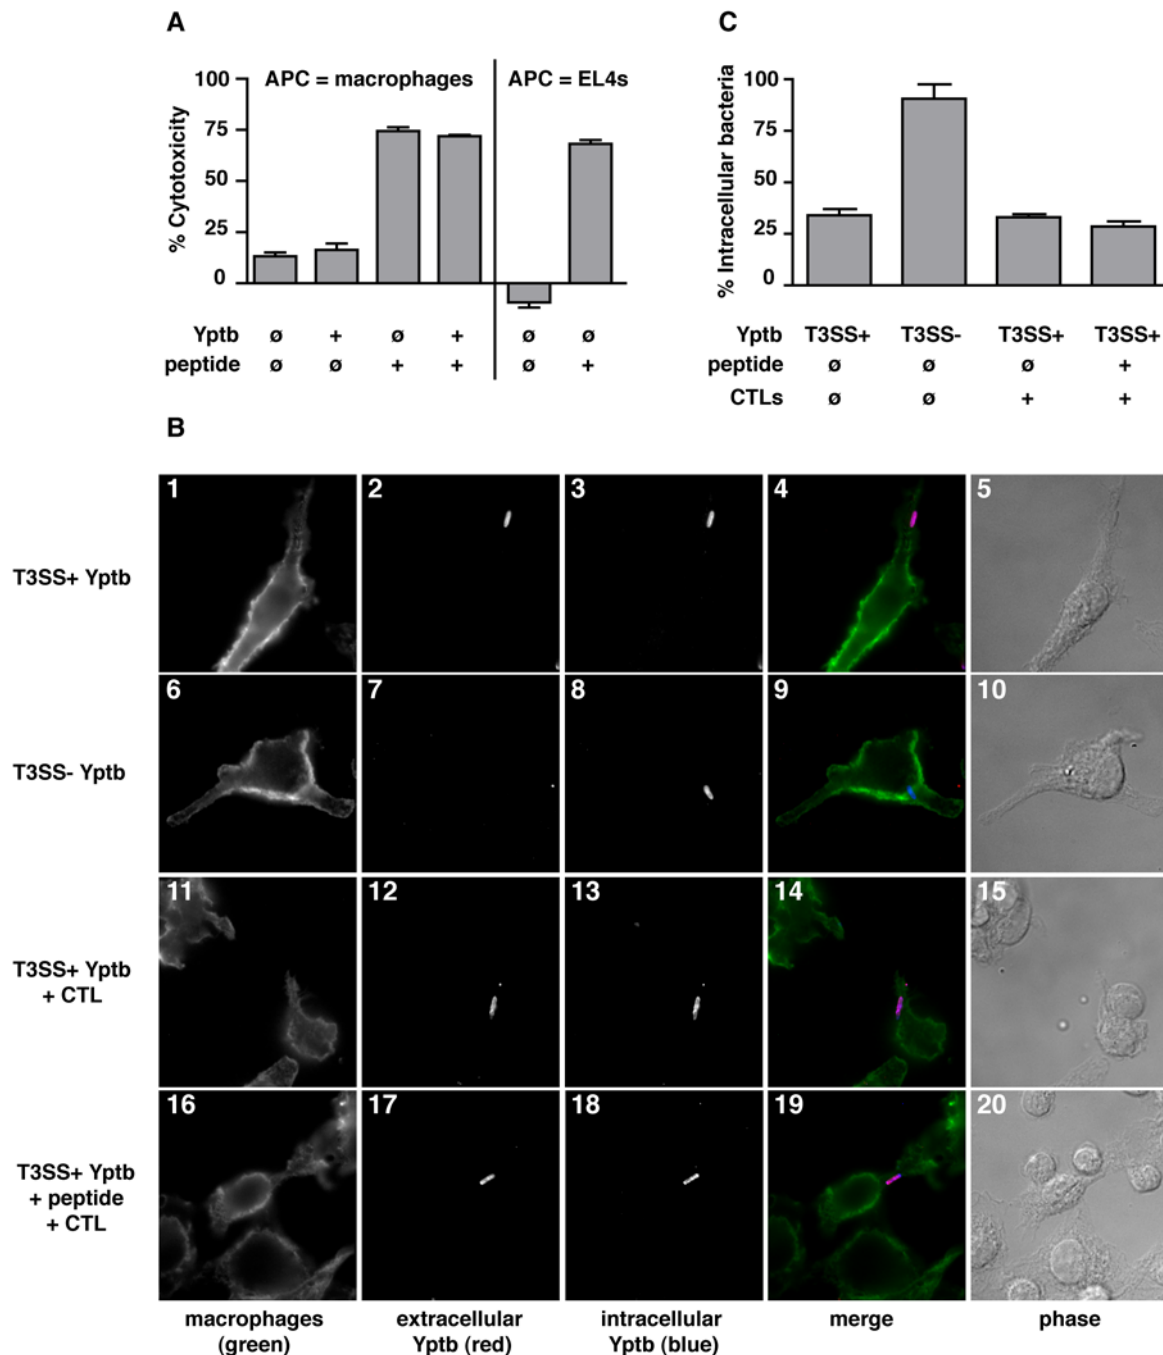 A
APC = macrophages
APC = EL4s
% Cytotoxicity
100
75
50
25
0
Yptb ø + ø + ø ø
peptide ø ø + + ø +
C
% Intracellular bacteria
100
75
50
25
0
Yptb T3SS+ T3SS- T3SS+ T3SS+
peptide ø ø ø +
CTLs ø ø + +
B
1 2 3 4 5
T3SS+ Yptb
6 7 8 9 10
T3SS- Yptb
11 12 13 14 15
T3SS+ Yptb
+ CTL
16 17 18 19 20
T3SS+ Yptb
+ peptide
+ CTL
macrophages
(green)
extracellular
Yptb (red)
intracellular
Yptb (blue)
merge
phase